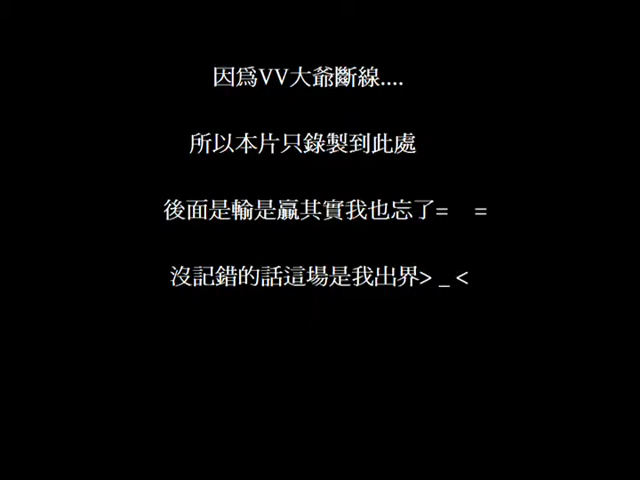 因爲VV大爺斷線....
所以本片只錄製到此處
後面是輸是贏其實我也忘了= =
沒記錯的話這場是我出界>_<